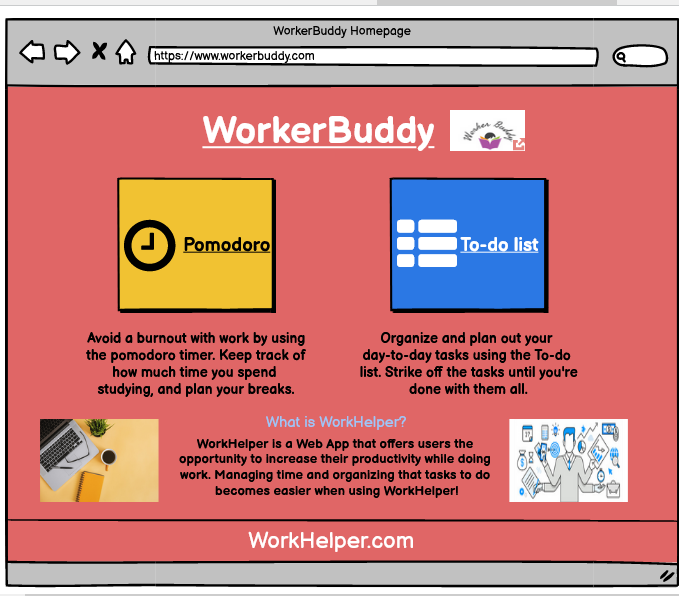 WorkerBuddy Homepage
https://www.workerbuddy.com
WorkerBuddy
Worker Buddy
Pomodoro
To-do list
Avoid a burnout with work by using
the pomodoro timer. Keep track of
how much time you spend
studying, and plan your breaks.
Organize and plan out your
day-to-day tasks using the To-do
list. Strike off the tasks until you're
done with them all.
What is WorkHelper?
WorkHelper is a Web App that offers users the
opportunity to increase their productivity while doing
work. Managing time and organizing that tasks to do
becomes easier when using WorkHelper!
WorkHelper.com